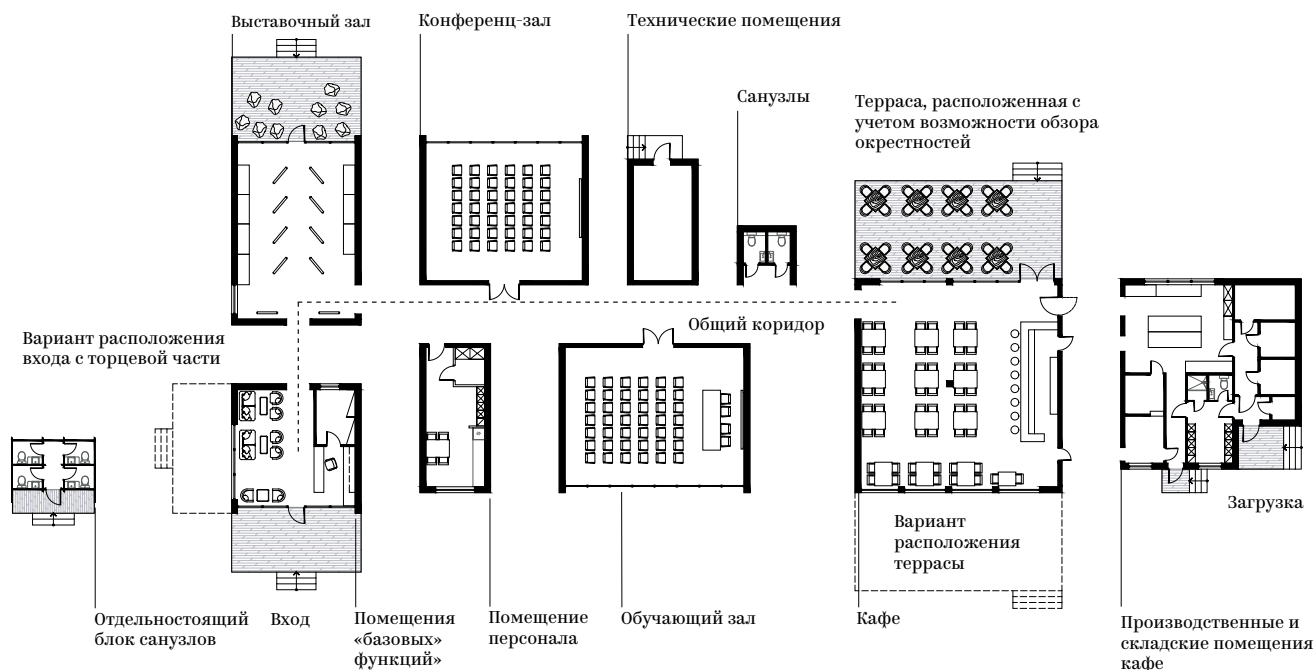 Выставочный зал
Конференц-зал
Технические помещения
Санузлы
Терраса, расположенная с
учетом возможности обзора
окрестностей
Вариант расположения
входа с торцевой части
Общий коридор
Загрузка
Вариант
расположения
террасы
Отдельностоящий
блок санузлов
Вход
Помещения
«базовых»
функций»
Помещение
персонала
Обучающий зал
Кафе
Производственные и
складские помещения
кафе